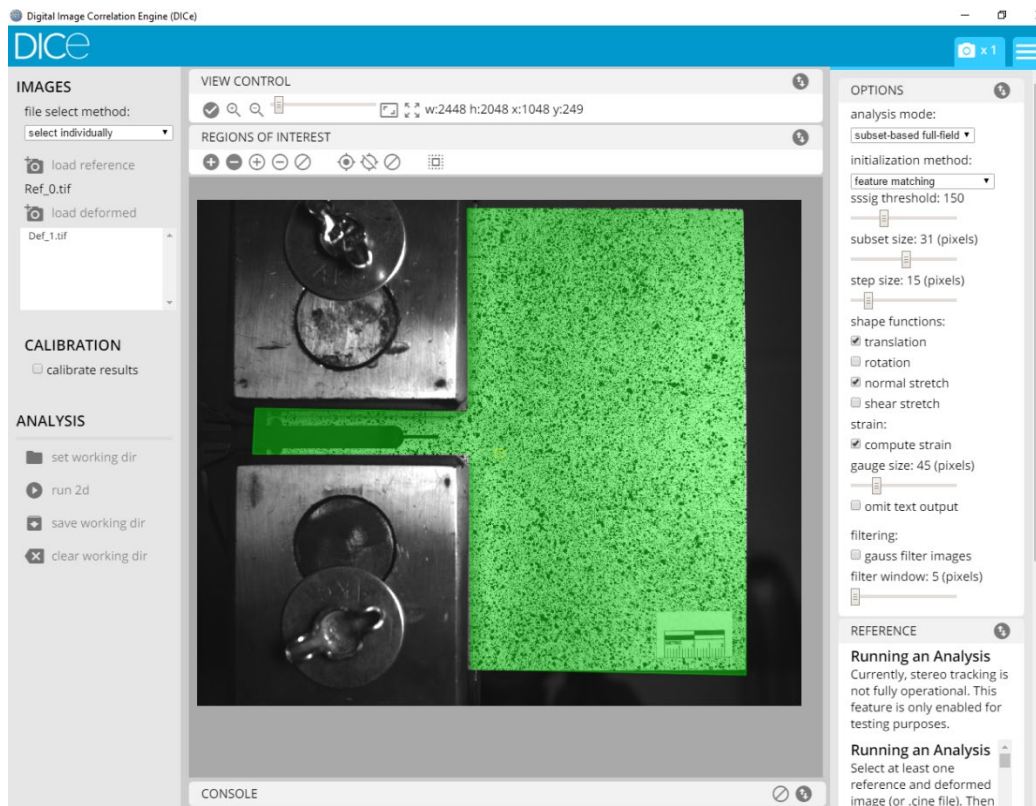 Digital Image Correlation Engine (DICe)
DICe
x 1
IMAGES
file select method:
select individually
load reference
Ref_0.tif
load deformed
Def_1.tif
CALIBRATION
calibrate results
ANALYSIS
set working dir
run 2d
save working dir
clear working dir
VIEW CONTROL
w:2448 h:2048 x:1048 y:249
REGIONS OF INTEREST
CONSOLE
OPTIONS
analysis mode:
subset-based full-field
initialization method:
feature matching
sssig threshold: 150
subset size: 31 (pixels)
step size: 15 (pixels)
shape functions:
translation
rotation
normal stretch
shear stretch
strain:
compute strain
gauge size: 45 (pixels)
omit text output
filtering:
gauss filter images
filter window: 5 (pixels)
REFERENCE
Running an Analysis
Currently, stereo tracking is
not fully operational. This
feature is only enabled for
testing purposes.
Running an Analysis
Select at least one
reference and deformed
image (or .cine file). Then